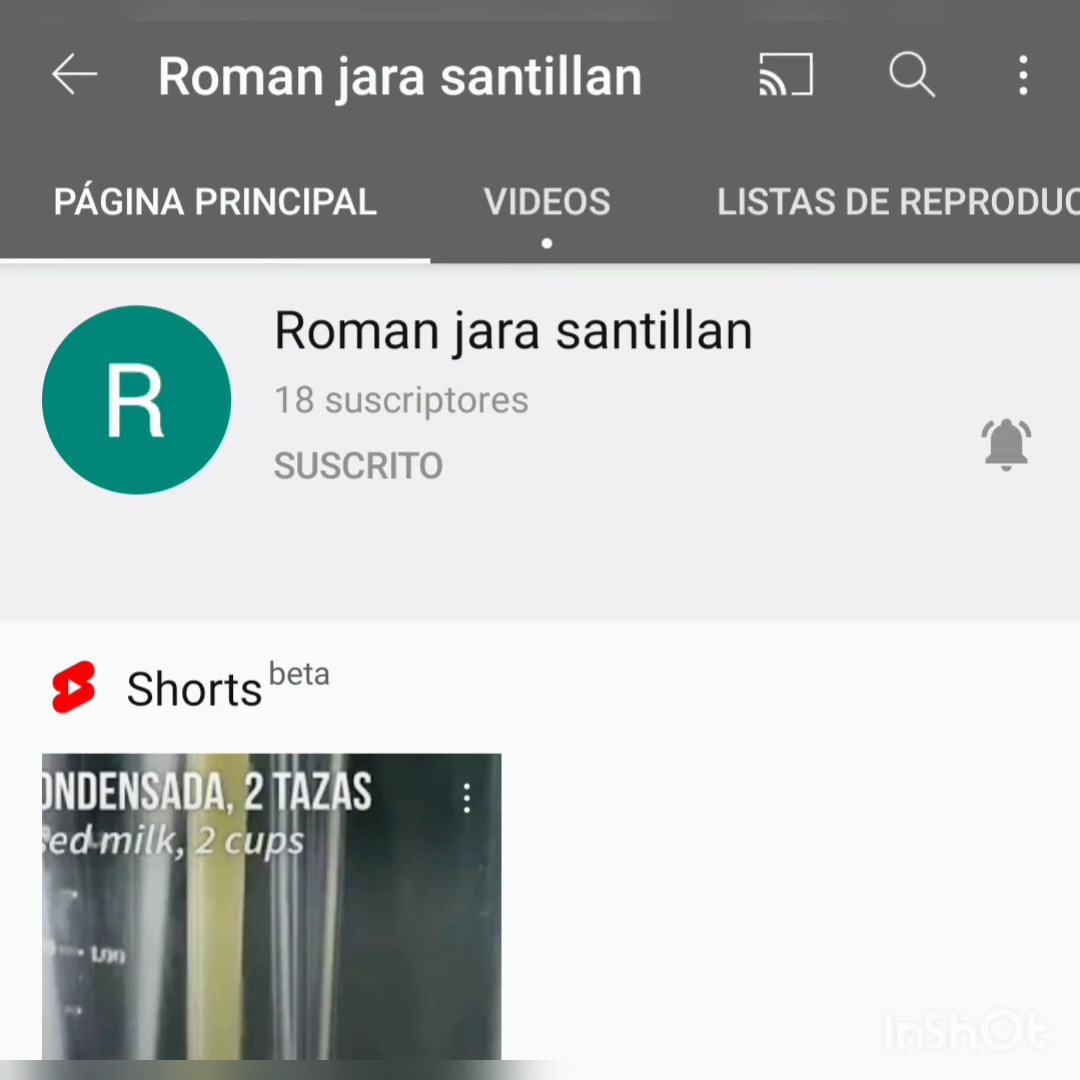 Roman jara santillan
PÁGINA PRINCIPAL VIDEOS LISTAS DE REPRODUC
R
Roman jara santillan
18 suscriptores
SUSCRITO
Shorts beta
ONDENSADA, 2 TAZAS
sed milk, 2 cups
100
InShOt